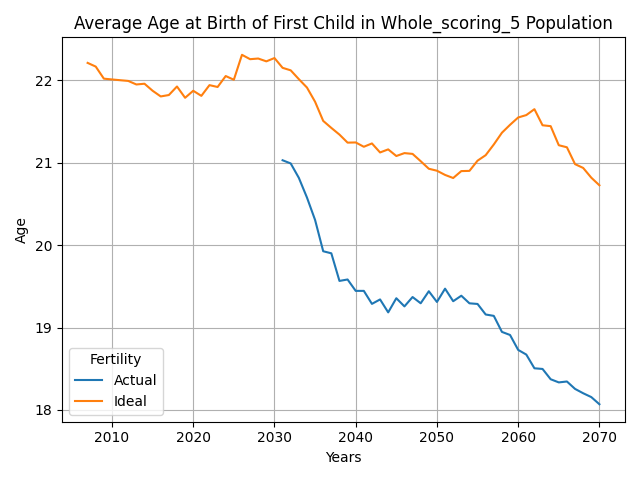 Average Age at Birth of First Child in Whole_scoring_5 Population
Age
22
21
20
19
18
Fertility
Actual
Ideal
2010 2020 2030 2040 2050 2060 2070
Years